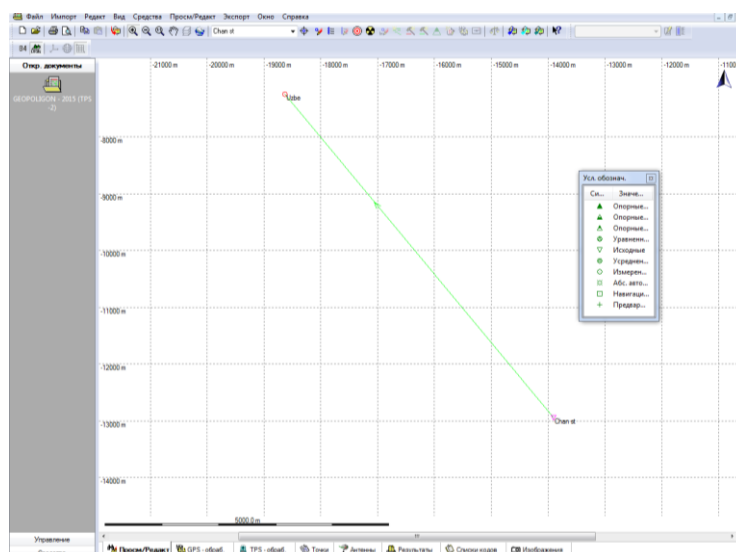 Файл Импорт Редакт Вид Средства Просм/Редакт Экспорт Окно Справка
Chan st
Откр. документы
GEOPOLIGON - 2015 (TPS -2)
-21000 m -20000 m -19000 m -18000 m -17000 m -16000 m -15000 m -14000 m -13000 m -12000 m -1100
Uzbe
-8000 m
-9000 m
-10000 m
-11000 m
-12000 m
-13000 m
-14000 m
Chan st
5000.0 m
Усл. обознач.
Си... Значе...
Опорные...
Опорные...
Опорные...
Уравненн...
Исходные
Усреднен...
Измерен...
Абс. авто...
Навигаци...
Предвар...
Управление
Просм/Редакт GPS - обраб. TPS - обраб. Точки Антенны Результаты Списки кодов Изображения